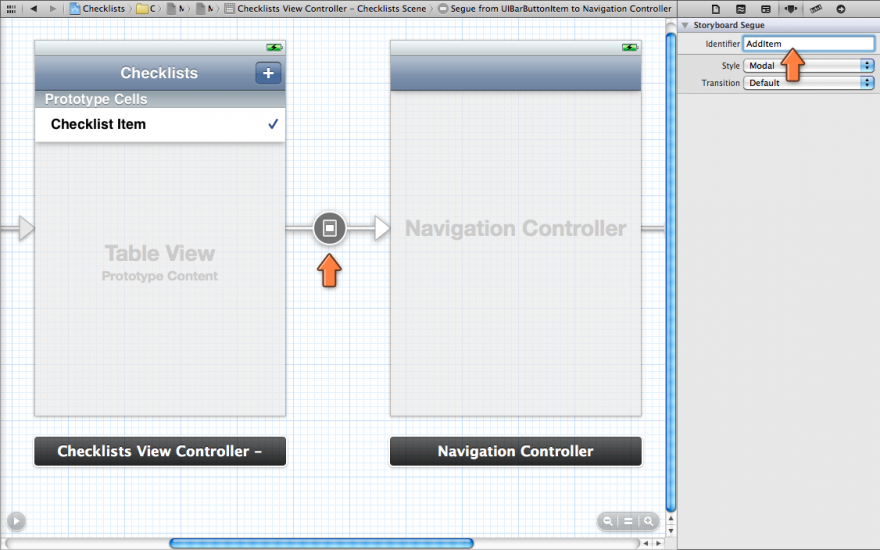 Checklists C M M Checklists View Controller – Checklists Scene Segue from UIBarButtonItem to Navigation Controller
Storyboard Segue
Identifier AddItem
Style Modal
Transition Default
Checklists +
Prototype Cells
Checklist Item
Table View
Prototype Content
Navigation Controller
Checklists View Controller –
Navigation Controller